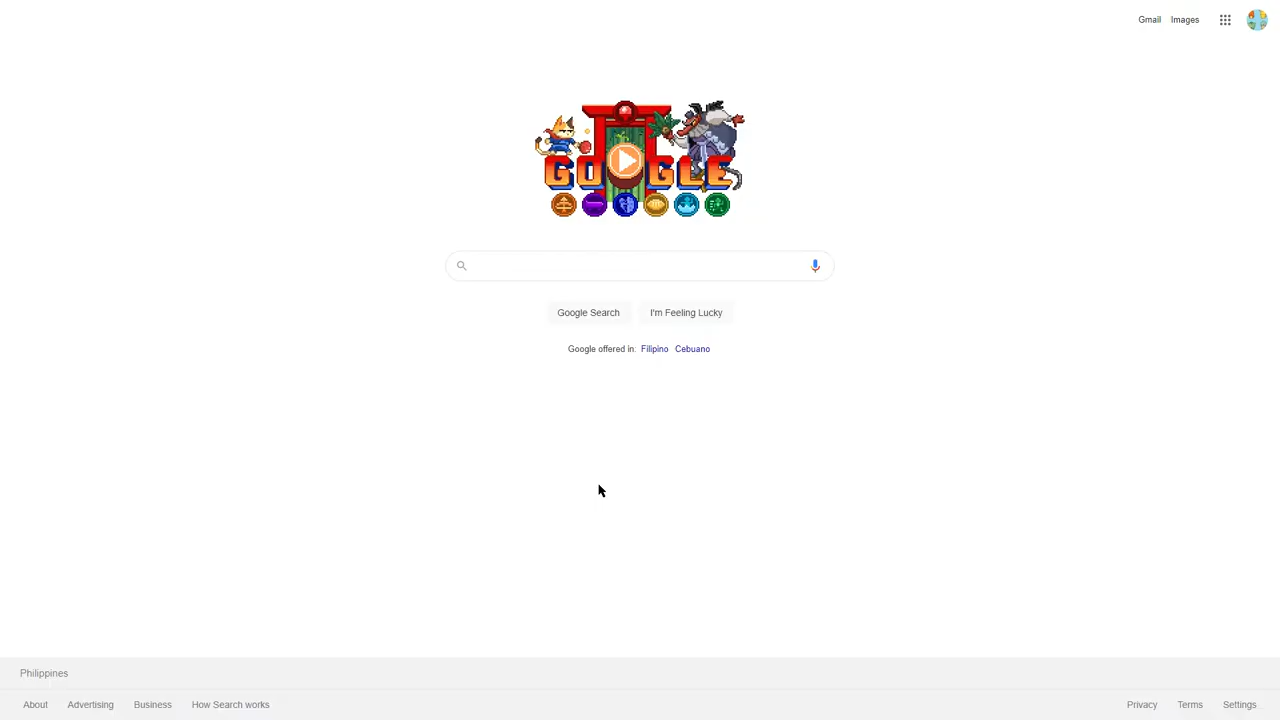 Gmail Images
GOOGLE
Google Search I'm Feeling Lucky
Google offered in: Filipino Cebuano
Philippines
About Advertising Business How Search works Privacy Terms Settings